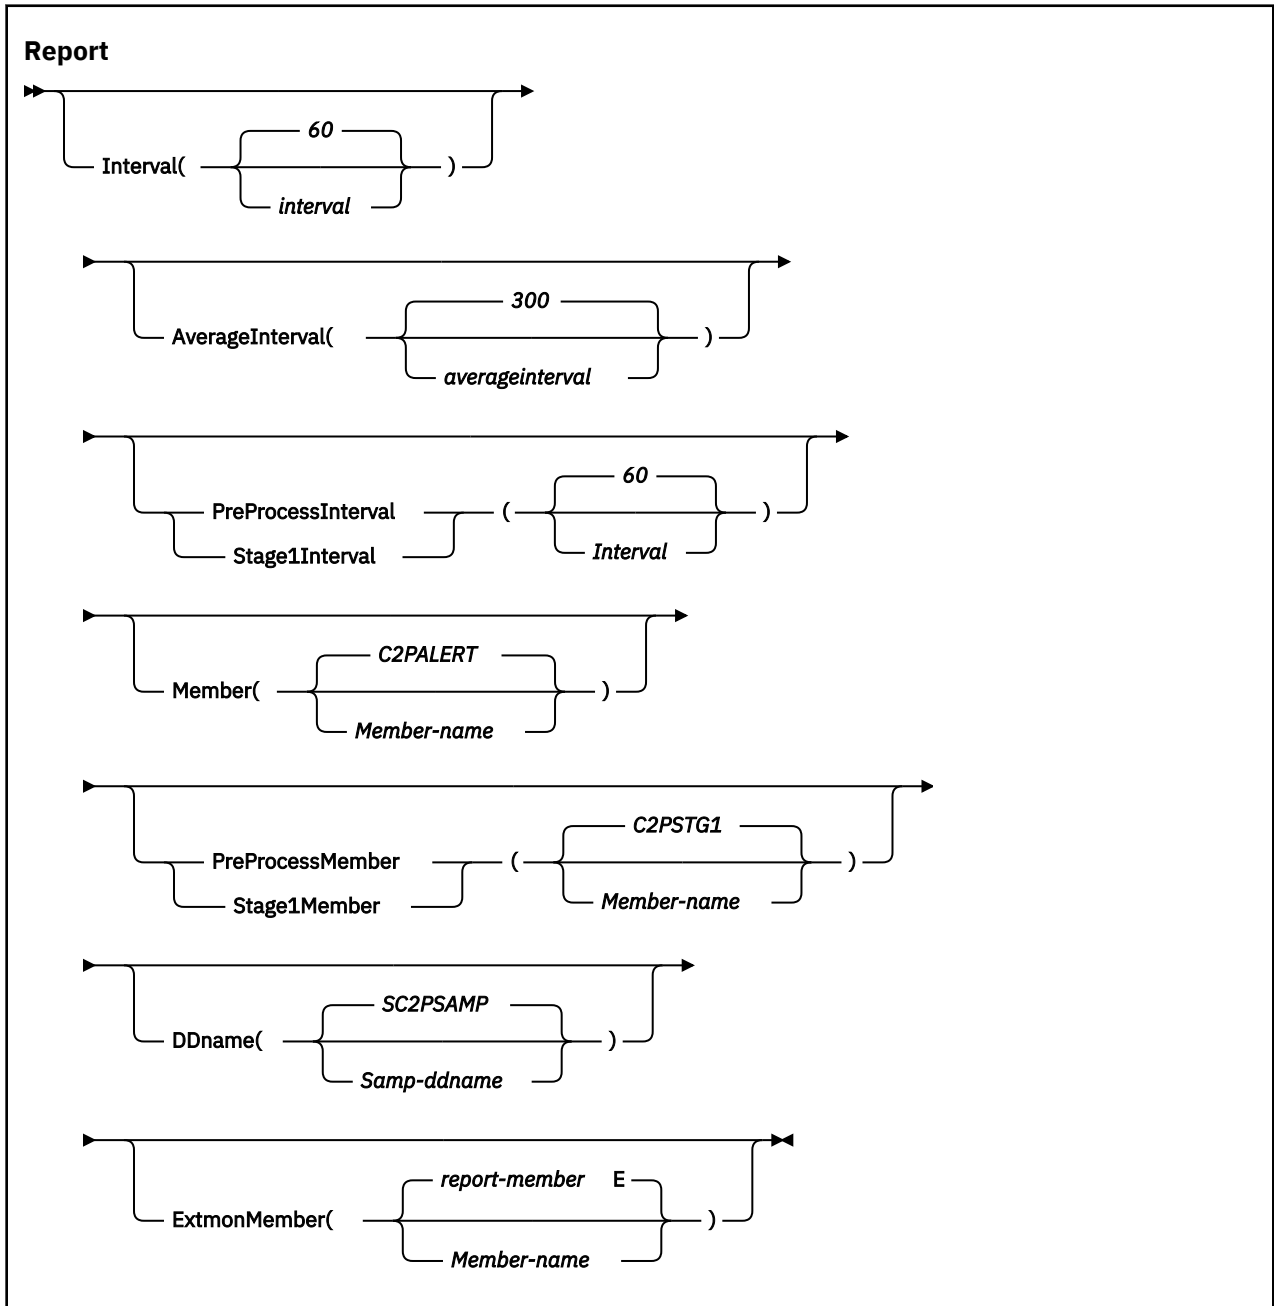 Report
60
Interval( )
interval
300
AverageInterval( )
averageinterval
60
PreProcessInterval ( )
Stage1Interval Interval
C2PALERT
Member( )
Member-name
C2PSTG1
PreProcessMember ( )
Stage1Member Member-name
SC2PSAMP
DDname( )
Samp-ddname
report-member E
ExtmonMember( )
Member-name